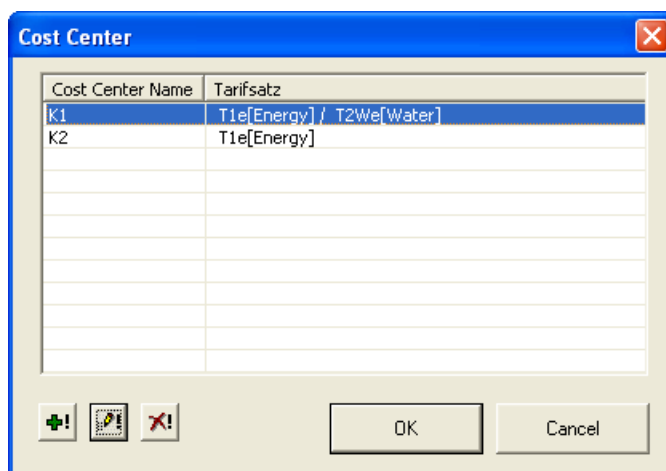 Cost Center
Cost Center Name Tarifsatz
K1 T1e[Energy] / T2We[Water]
K2 T1e[Energy]
OK Cancel